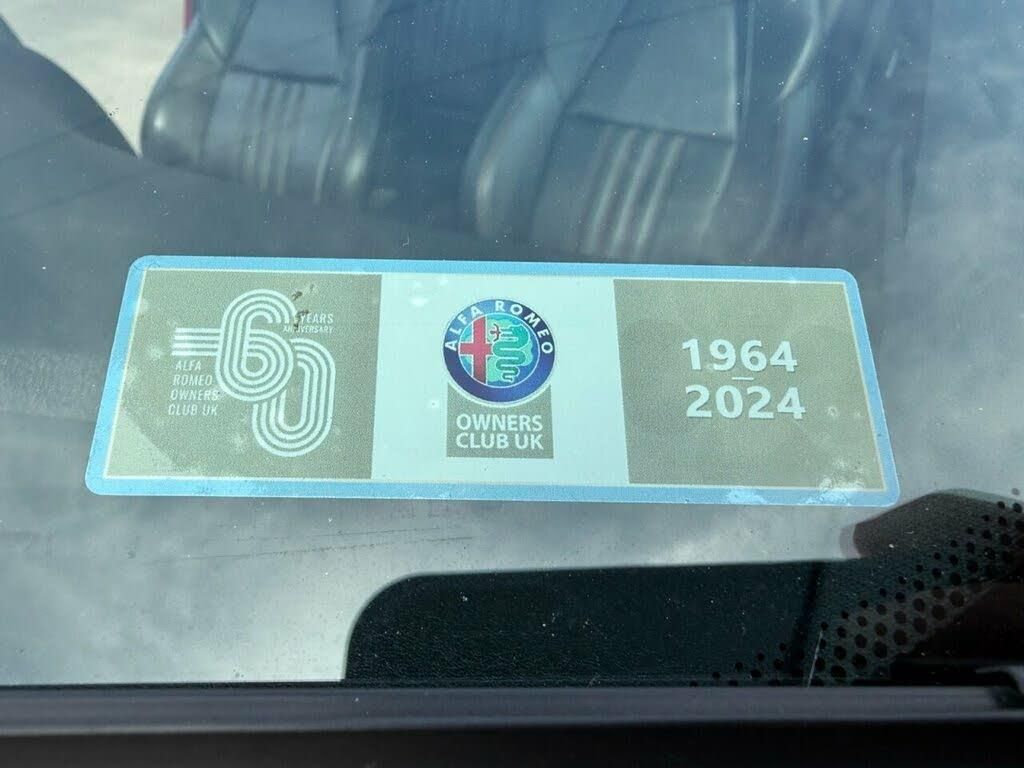 60
YEARS
ANNIVERSARY
ALFA
ROMEO
OWNERS
CLUB UK
ALFA ROMEO
OWNERS
CLUB UK
1964
2024